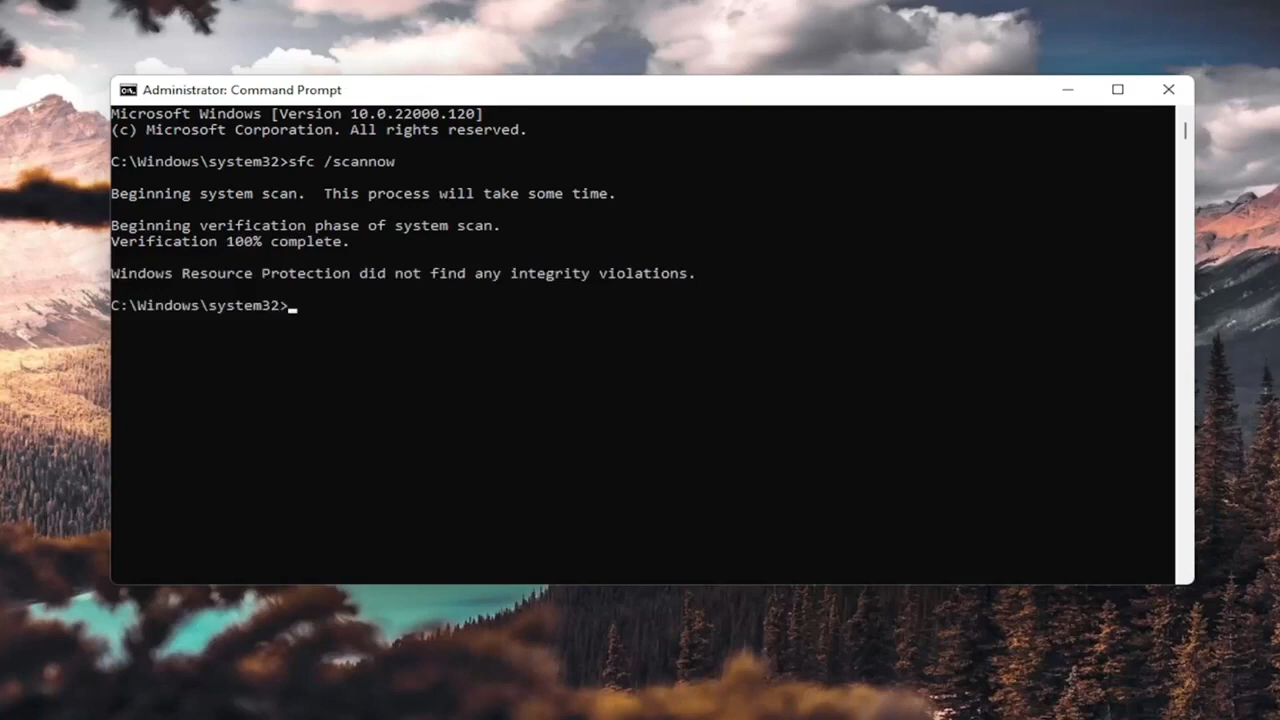 Administrator: Command Prompt
Microsoft Windows [Version 10.0.22000.120]
(c) Microsoft Corporation. All rights reserved.
C:\Windows\system32>sfc /scannow
Beginning system scan.  This process will take some time.
Beginning verification phase of system scan.
Verification 100% complete.
Windows Resource Protection did not find any integrity violations.
C:\Windows\system32>